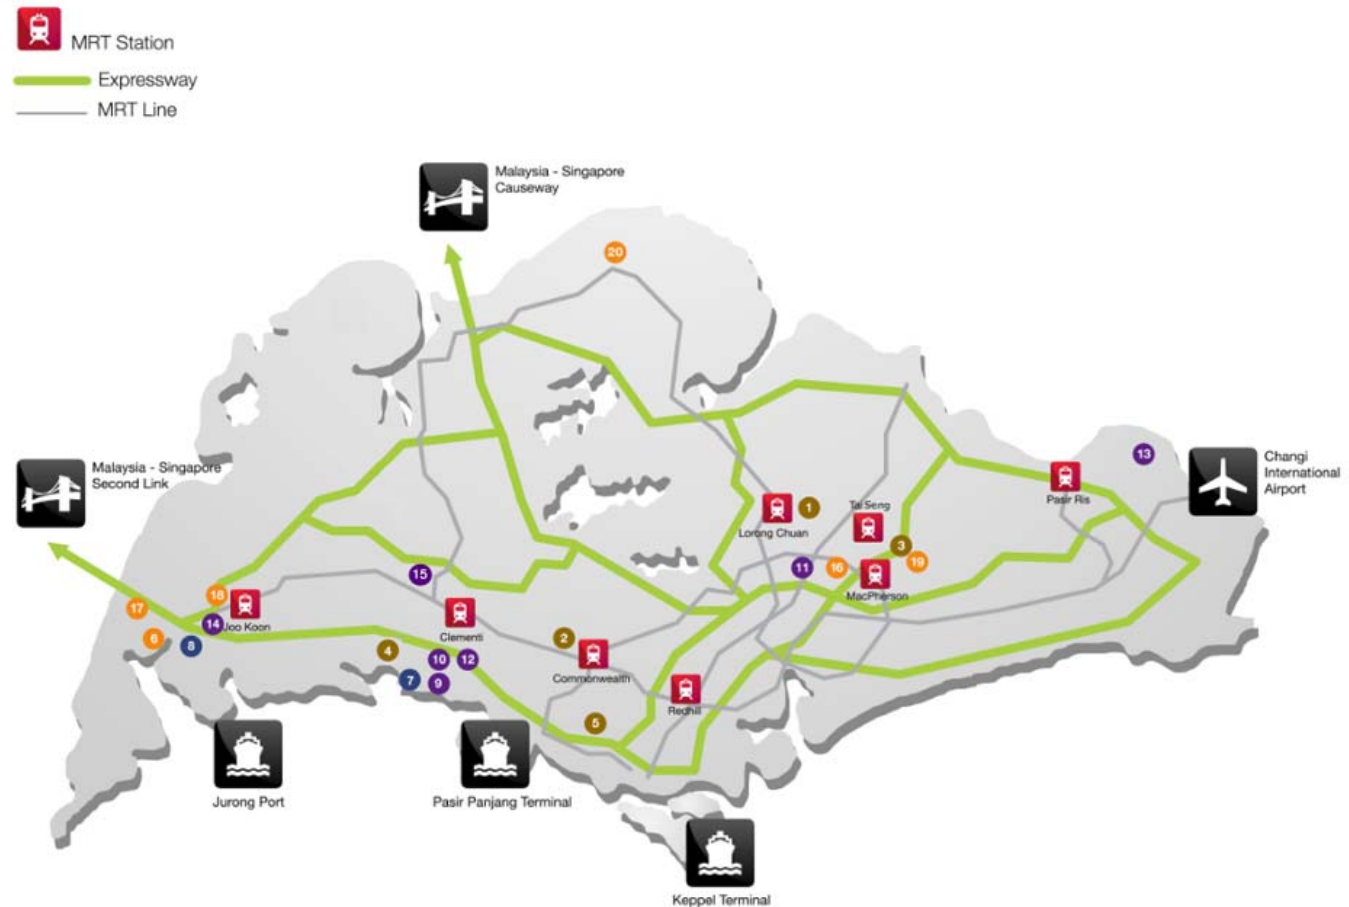 MRT Station
Expressway
MRT Line
Malaysia - Singapore
Causeway
20
Malaysia - Singapore
Second Link
13
Changi
International
Airport
Pasir Ris
1
Lorong Chuan
Tai Seng
3
19
11
16
MacPherson
15
18
17
14
Joo Koon
6
8
Clementi
4
10
12
7
9
2
Commonwealth
Redhill
5
Jurong Port
Pasir Panjang Terminal
Keppel Terminal